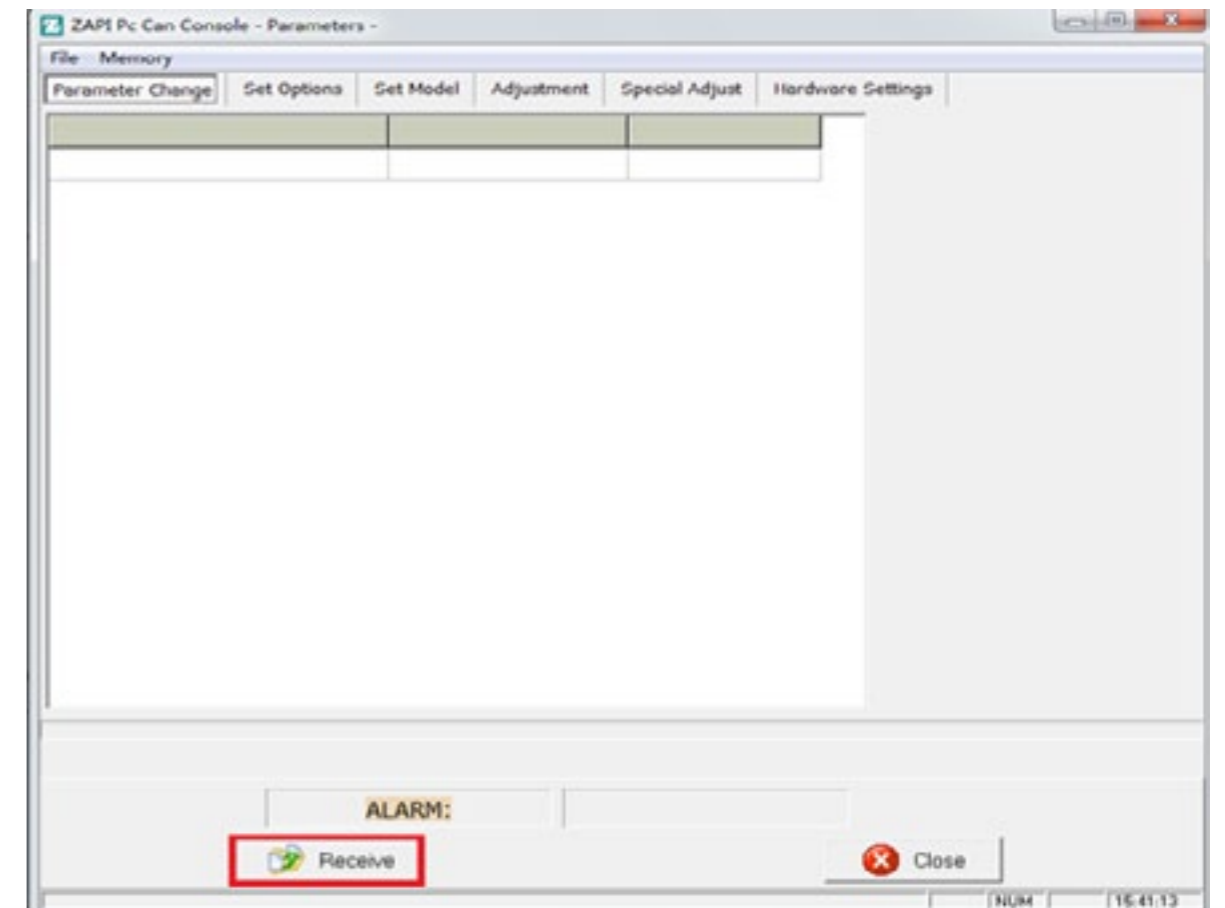 ZAPI Pc Can Console - Parameters -
File Memory
Parameter Change Set Options Set Model Adjustment Special Adjust Hardware Settings
ALARM:
Receive Close
NUM 15:41:13